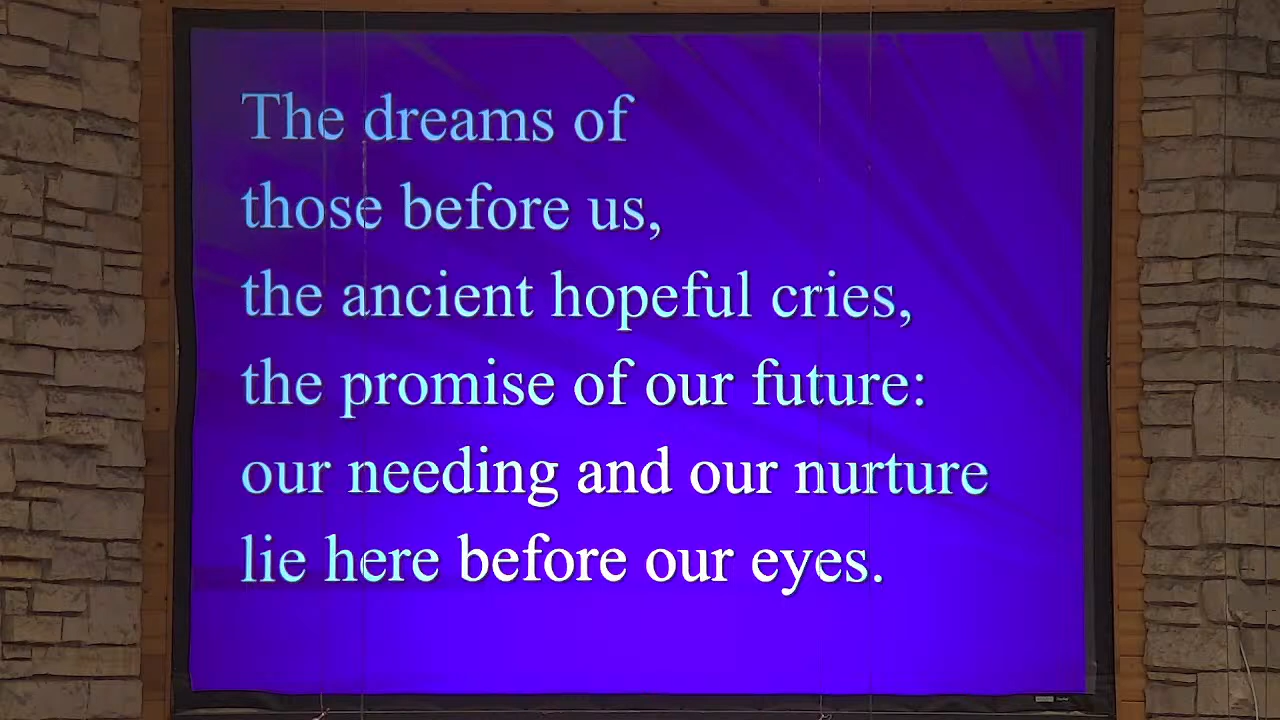 The dreams of
those before us,
the ancient hopeful cries,
the promise of our future:
our needing and our nurture
lie here before our eyes.